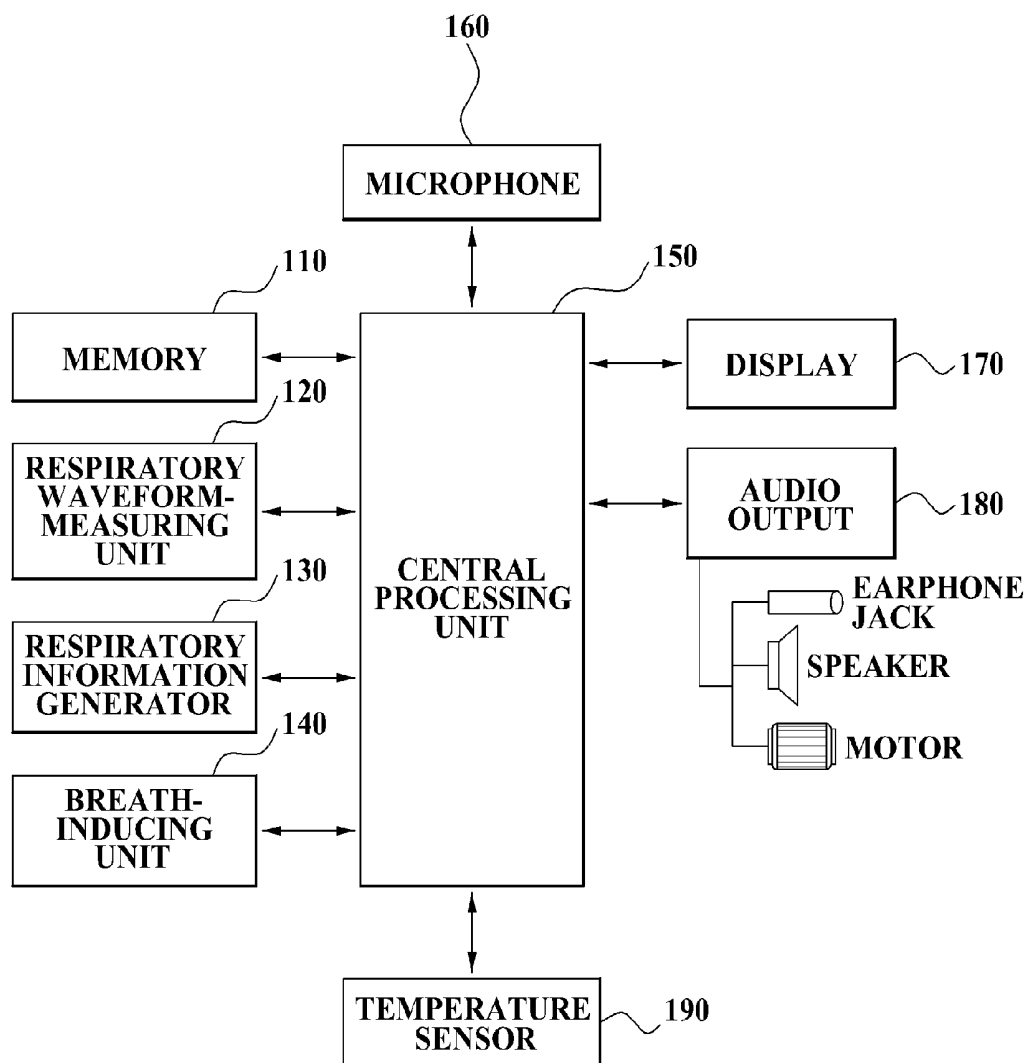 160
MICROPHONE
110
150
MEMORY
DISPLAY
170
120
RESPIRATORY
WAVEFORM-
MEASURING
UNIT
AUDIO
OUTPUT
180
130
RESPIRATORY
INFORMATION
GENERATOR
CENTRAL
PROCESSING
UNIT
EARPHONE
JACK
SPEAKER
MOTOR
140
BREATH-
INDUCING
UNIT
TEMPERATURE
SENSOR
190